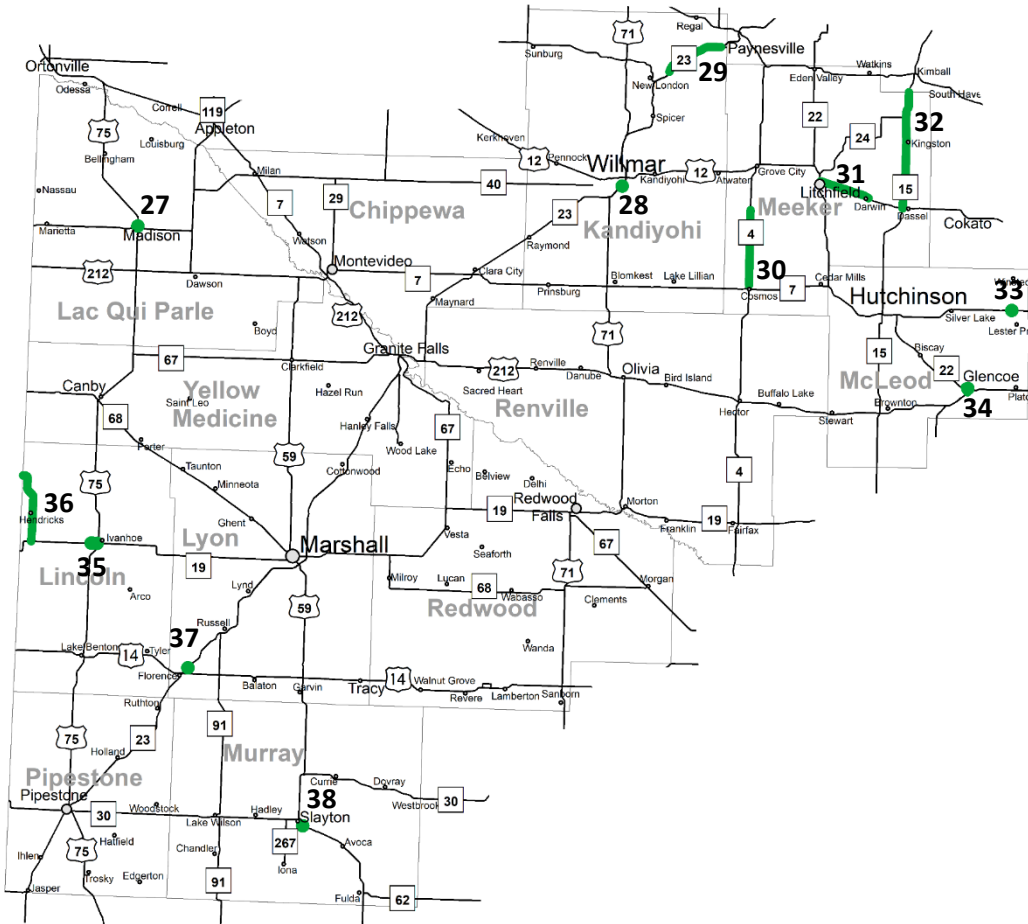 Regal
71
Sunburg
23
Paynesville
29
New London
Spicer
Ortonville
Odessa
Correll
119
Appleton
75
Louisburg
Bellingham
Nassau
Milan
Watkins
Kimball
Eden Valley
South Have
32
22
24
Kingston
Kerkhoven
12
Pennock
Willmar
Kandiyohi
12
Atwater
Grove City
31
Litchfield
Darwin
15
Dassel
Cokato
Meeker
27
Marietta
Madison
7
29
40
Chippewa
Watson
Montevideo
23
28
Kandiyohi
Raymond
4
30
212
Dawson
7
Clara City
Prinsburg
Blomkest
Lake Lillian
Cosmos
7
Cedar Mills
Hutchinson
33
Silver Lake
Lester Pr
Lac Qui Parle
Boyd
212
Maynard
71
15
Biscay
McLeod
22
Glencoe
Plato
34
67
Clarkfield
Granite Falls
Sacred Heart
212
Renville
Danube
Olivia
Bird Island
Buffalo Lake
Hector
Stewart
Brownton
Canby
Saint Leo
Yellow
Medicine
Hazel Run
Renville
68
Porter
Hanley Falls
Wood Lake
67
Taunton
59
Cottonwood
Echo
Belview
Delhi
4
75
Minneota
36
Hendricks
Ghent
Redwood
Falls
Morton
19
Franklin
19
Fairfax
Ivanhoe
35
Lincoln
Lyon
19
Marshall
Vesta
Seaforth
67
71
Arco
Lynd
59
Milroy
Lucan
68
Wabasso
Redwood
Morgan
Clements
Russell
37
Wanda
Lake Benton
14
Tyler
Florence
Balaton
Garvin
Tracy
14
Walnut Grove
Revere
Lamberton
Sanborn
Ruthton
75
23
91
Holland
Murray
Pipestone
Pipestone
30
Woodstock
Lake Wilson
Hadley
38
Slayton
Currie
Dovray
Westbrook
30
Hatfield
Chandler
267
Iona
Avoca
Ihlen
75
Trosky
Edgerton
91
Jasper
Fulda
62